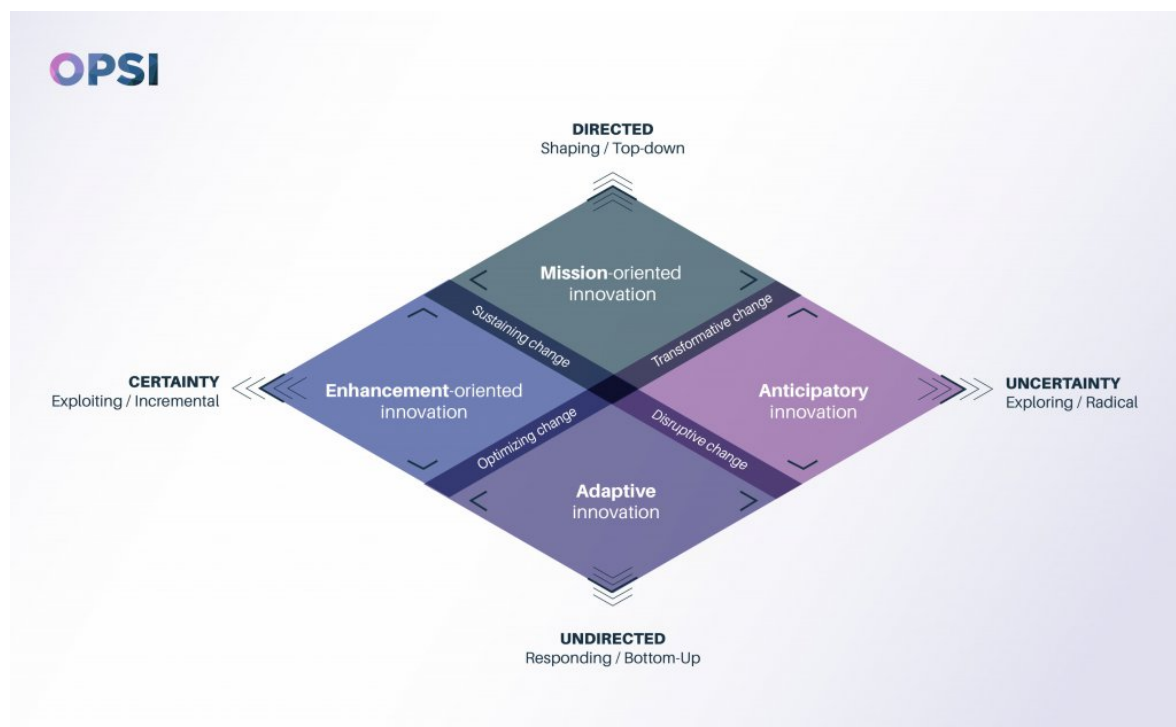 OPSI
DIRECTED
Shaping / Top-down
Mission-oriented
innovation
Sustaining change
Transformative change
CERTAINTY
Exploiting / Incremental
Enhancement-oriented
innovation
Anticipatory
innovation
UNCERTAINTY
Exploring / Radical
Optimizing change
Disruptive change
Adaptive
innovation
UNDIRECTED
Responding / Bottom-Up